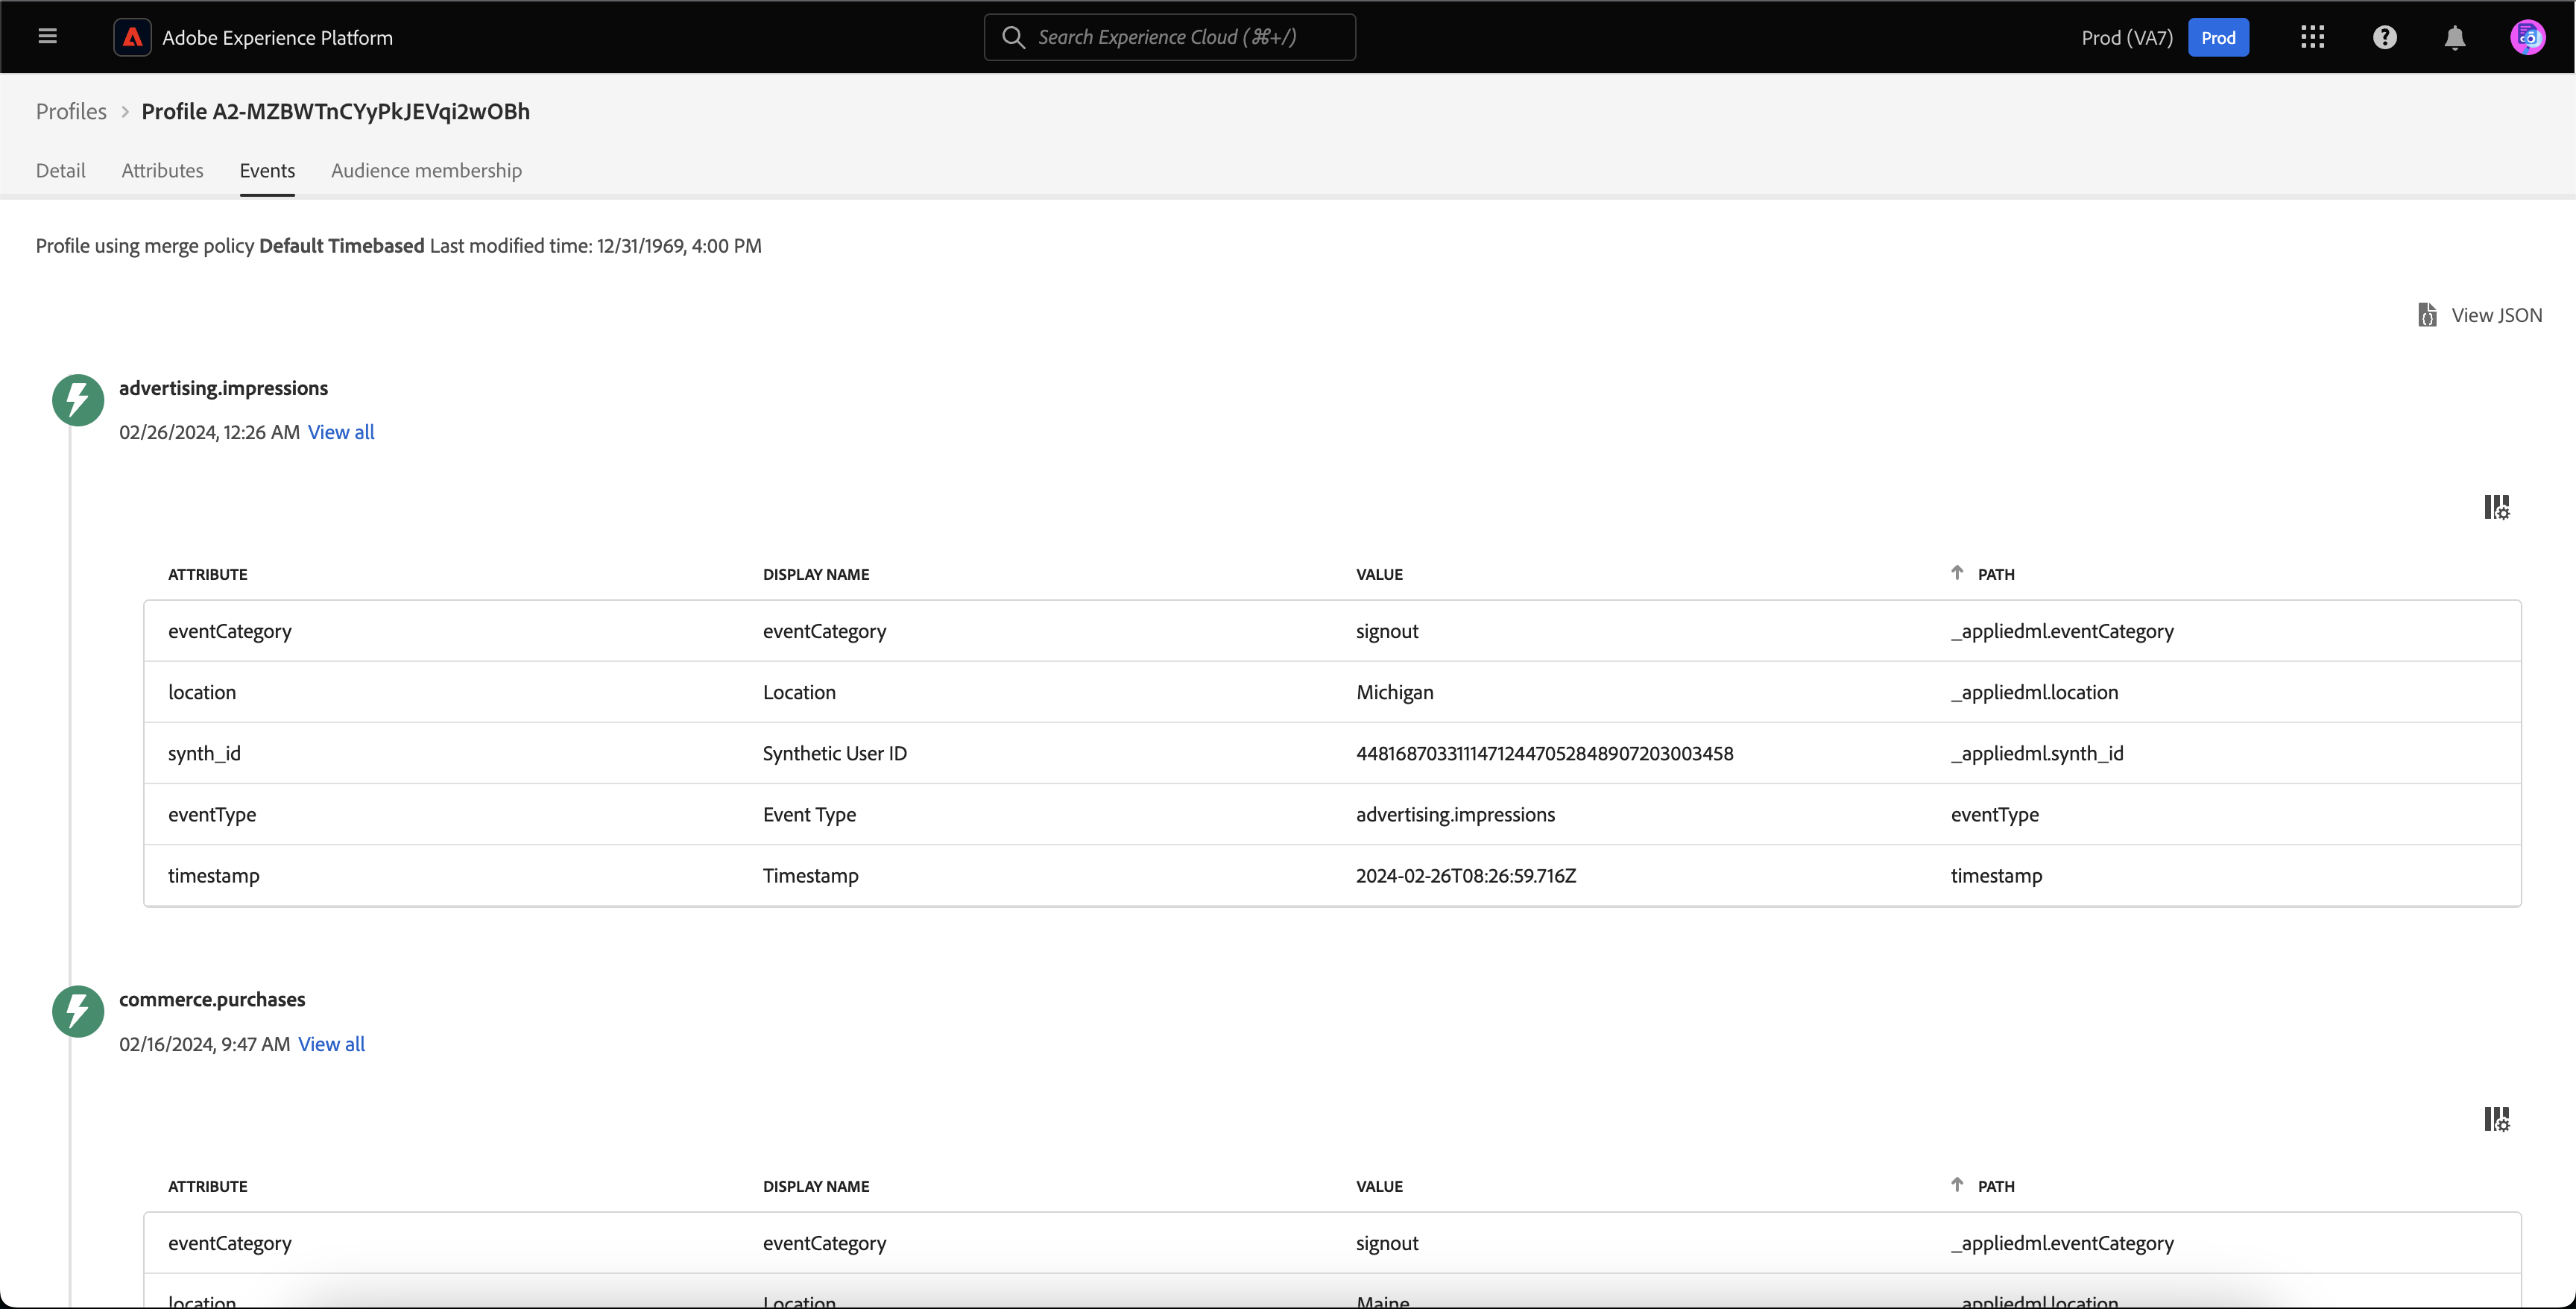 Adobe Experience Platform
Search Experience Cloud (⌘+/)
Prod (VA7) Prod
Profiles > Profile A2-MZBWTnCYyPkJEVqi2wOBh
Detail Attributes Events Audience membership
Profile using merge policy Default Timebased Last modified time: 12/31/1969, 4:00 PM
View JSON
advertising.impressions
02/26/2024, 12:26 AM View all
ATTRIBUTE DISPLAY NAME VALUE ↑ PATH
eventCategory eventCategory signout _appliedml.eventCategory
location Location Michigan _appliedml.location
synth_id Synthetic User ID 44816870331114712447052848907203003458 _appliedml.synth_id
eventType Event Type advertising.impressions eventType
timestamp Timestamp 2024-02-26T08:26:59.716Z timestamp
commerce.purchases
02/16/2024, 9:47 AM View all
ATTRIBUTE DISPLAY NAME VALUE ↑ PATH
eventCategory eventCategory signout _appliedml.eventCategory
location Location Maine _appliedml.location